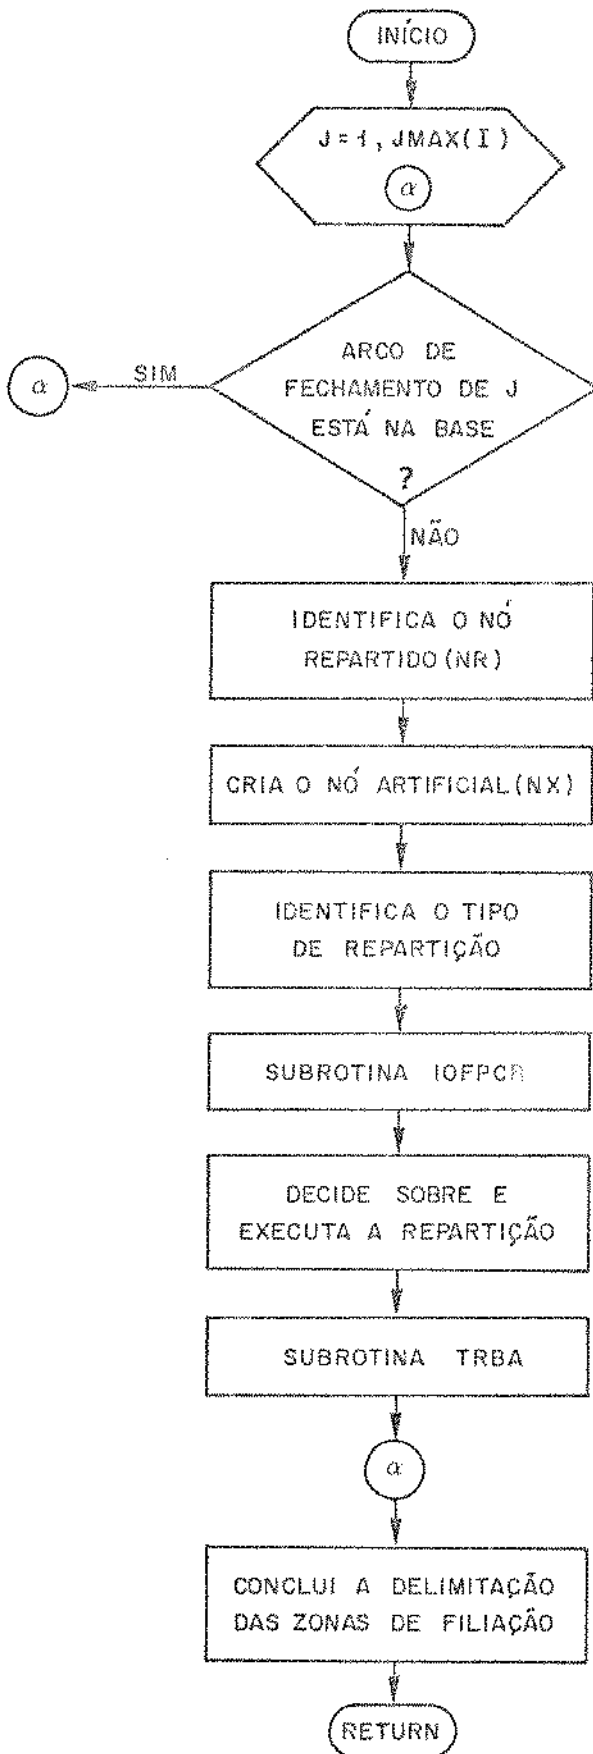 INÍCIO
J=1, JMAX(I)
α
ARCO DE
FECHAMENTO DE J
ESTÁ NA BASE
?
SIM
α
NÃO
IDENTIFICA O NÓ
REPARTIDO (NR)
CRIA O NÓ ARTIFICIAL(NX)
IDENTIFICA O TIPO
DE REPARTIÇÃO
SUBROTINA IOFPCR
DECIDE SOBRE E
EXECUTA A REPARTIÇÃO
SUBROTINA TRBA
α
CONCLUI A DELIMITAÇÃO
DAS ZONAS DE FILIAÇÃO
RETURN